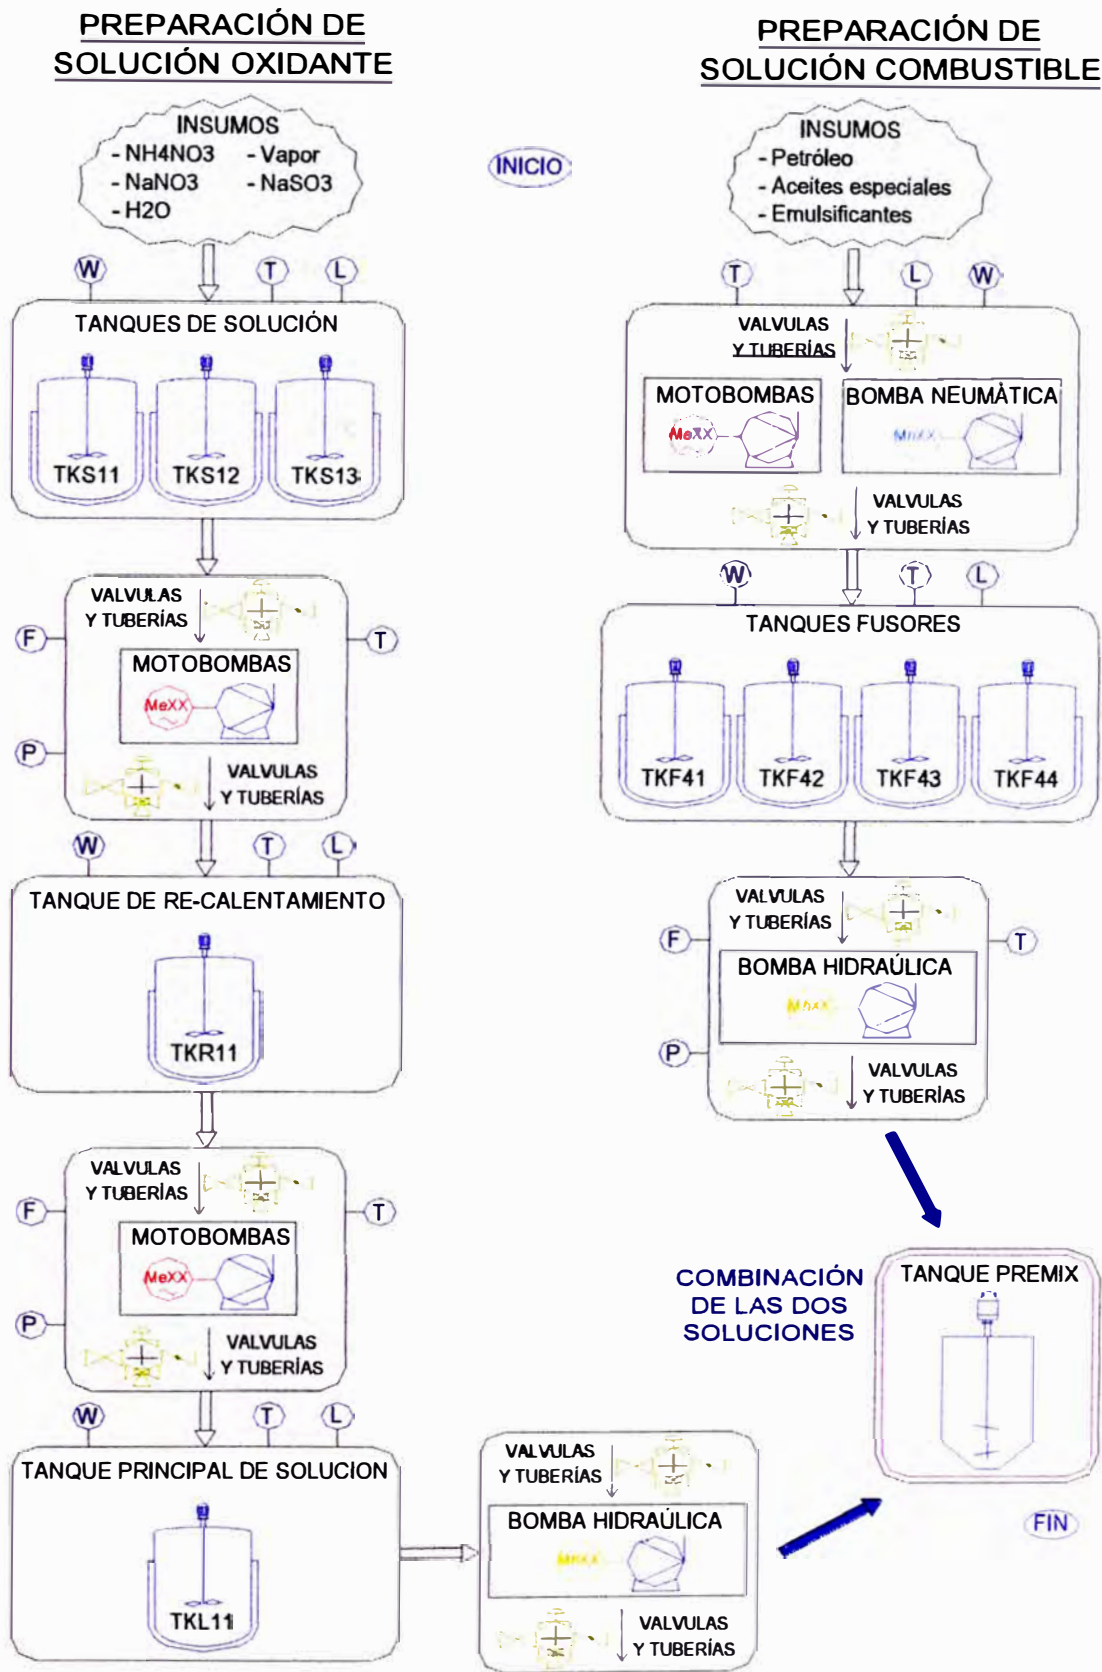 PREPARACIÓN DE
SOLUCIÓN OXIDANTE
INSUMOS
- NH4NO3 - Vapor
- NaNO3 - NaSO3
- H2O
W
T
L
TANQUES DE SOLUCIÓN
TKS11
TKS12
TKS13
VALVULAS
Y TUBERÍAS
F
T
MOTOBOMBAS
MeXX
P
VALVULAS
Y TUBERÍAS
W
T
L
TANQUE DE RE-CALENTAMIENTO
TKR11
VALVULAS
Y TUBERÍAS
F
T
MOTOBOMBAS
MeXX
P
VALVULAS
Y TUBERÍAS
W
T
L
TANQUE PRINCIPAL DE SOLUCION
TKL11
VALVULAS
Y TUBERÍAS
BOMBA HIDRAÚLICA
VALVULAS
Y TUBERÍAS
INICIO
PREPARACIÓN DE
SOLUCIÓN COMBUSTIBLE
INSUMOS
- Petróleo
- Aceites especiales
- Emulsificantes
T
L
W
VALVULAS
Y TUBERÍAS
MOTOBOMBAS
MeXX
BOMBA NEUMÀTICA
MnXX
VALVULAS
Y TUBERÍAS
W
T
L
TANQUES FUSORES
TKF41
TKF42
TKF43
TKF44
VALVULAS
Y TUBERÍAS
F
T
BOMBA HIDRAÚLICA
P
VALVULAS
Y TUBERÍAS
COMBINACIÓN
DE LAS DOS
SOLUCIONES
TANQUE PREMIX
FIN